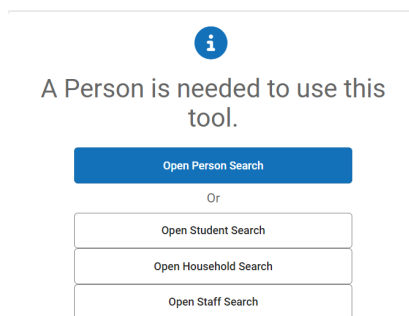 A Person is needed to use this
tool.
Open Person Search
Or
Open Student Search
Open Household Search
Open Staff Search